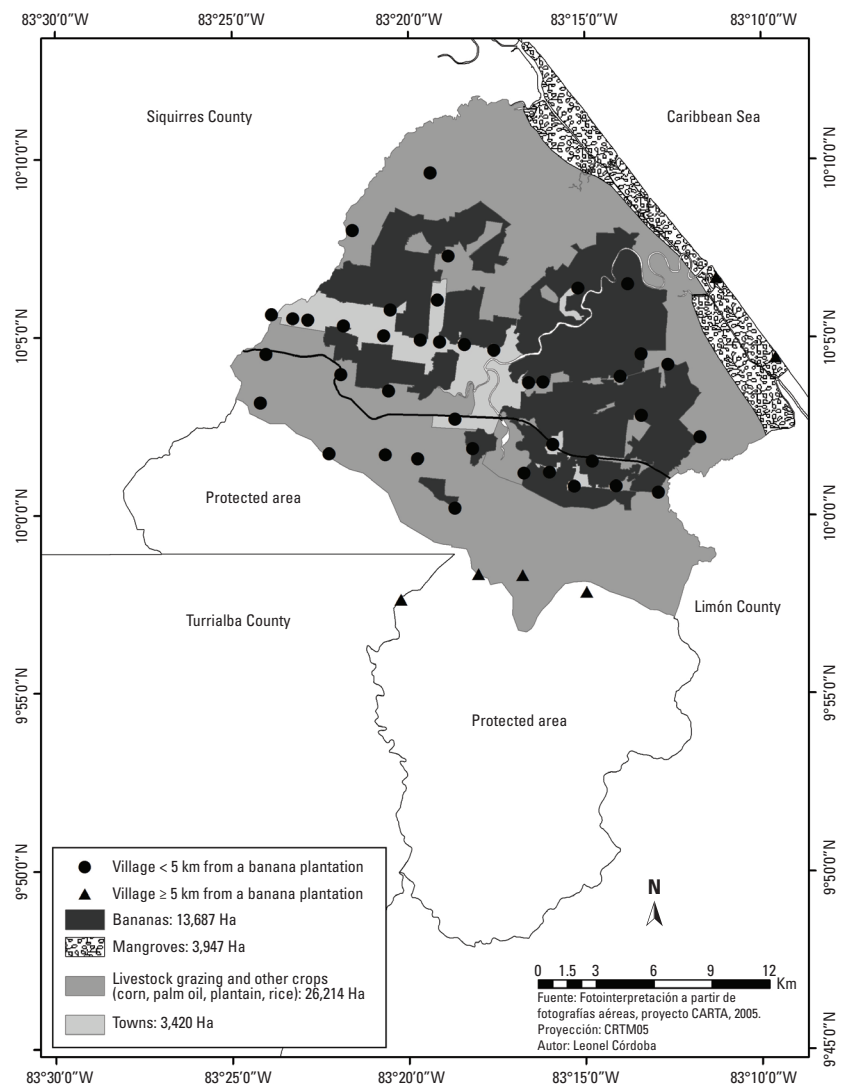 83°30'0"W 83°25'0"W 83°20'0"W 83°15'0"W 83°10'0"W
Siquirres County
Caribbean Sea
10°10'0"N
10°10'0"N
10°5'0"N
10°5'0"N
Protected area
10°0'0"N
10°0'0"N
Turrialba County
Limón County
9°55'0"N
9°55'0"N
Protected area
9°50'0"N
9°50'0"N
9°45'0"N
9°45'0"N
Village < 5 km from a banana plantation
Village ≥ 5 km from a banana plantation
Bananas: 13,687 Ha
Mangroves: 3,947 Ha
Livestock grazing and other crops
(corn, palm oil, plantain, rice): 26,214 Ha
Towns: 3,420 Ha
N
0 1.5 3 6 9 12
Km
Fuente: Fotointerpretación a partir de
fotografías aéreas, proyecto CARTA, 2005.
Proyección: CRTM05
Autor: Leonel Córdoba
83°30'0"W 83°25'0"W 83°20'0"W 83°15'0"W 83°10'0"W